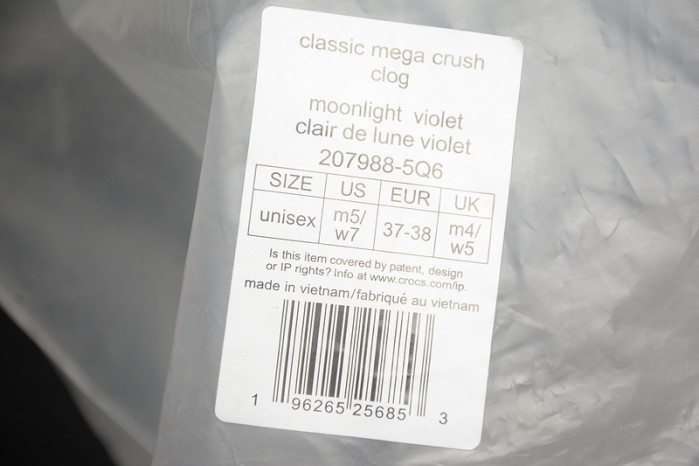 classic mega crush
clog
moonlight violet
clair de lune violet
207988-5Q6
SIZE US EUR UK
unisex m5/ w7 37-38 m4/ w5
Is this item covered by patent, design
or IP rights? Info at www.crocs.com/ip.
made in vietnam/fabriqué au vietnam
1 96265 25685 3